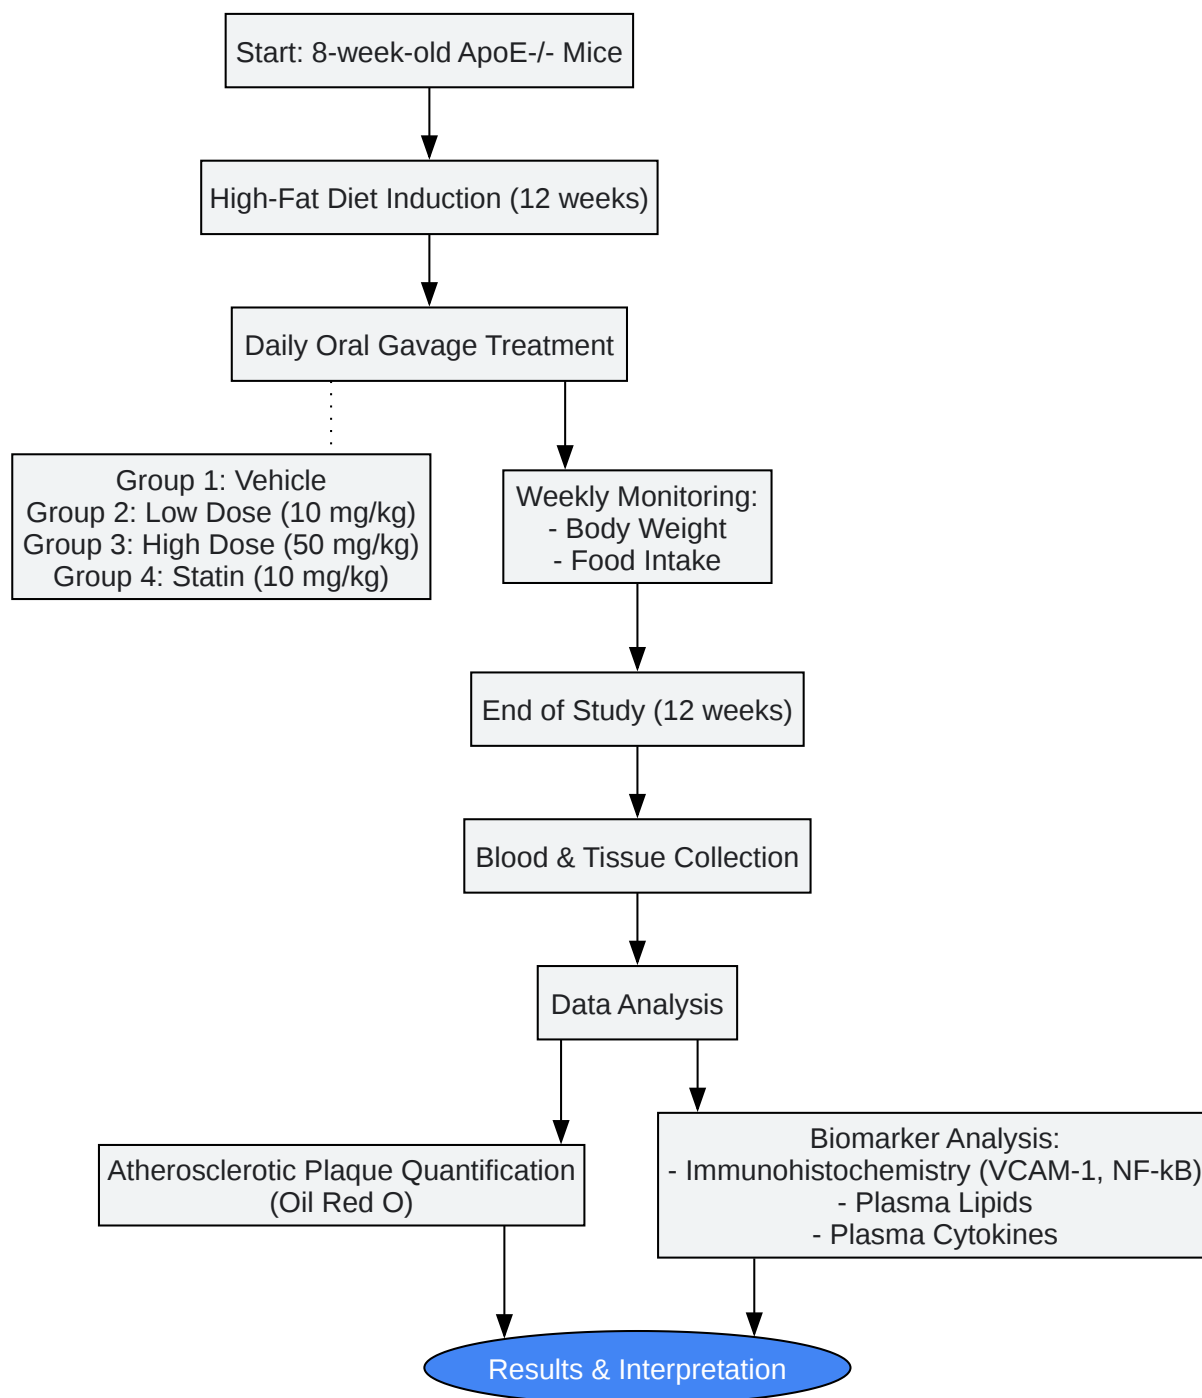 Start: 8-week-old ApoE-/- Mice
High-Fat Diet Induction (12 weeks)
Daily Oral Gavage Treatment
Group 1: Vehicle
Group 2: Low Dose (10 mg/kg)
Group 3: High Dose (50 mg/kg)
Group 4: Statin (10 mg/kg)
Weekly Monitoring:
- Body Weight
- Food Intake
End of Study (12 weeks)
Blood & Tissue Collection
Data Analysis
Atherosclerotic Plaque Quantification
(Oil Red O)
Biomarker Analysis:
- Immunohistochemistry (VCAM-1, NF-kB)
- Plasma Lipids
- Plasma Cytokines
Results & Interpretation